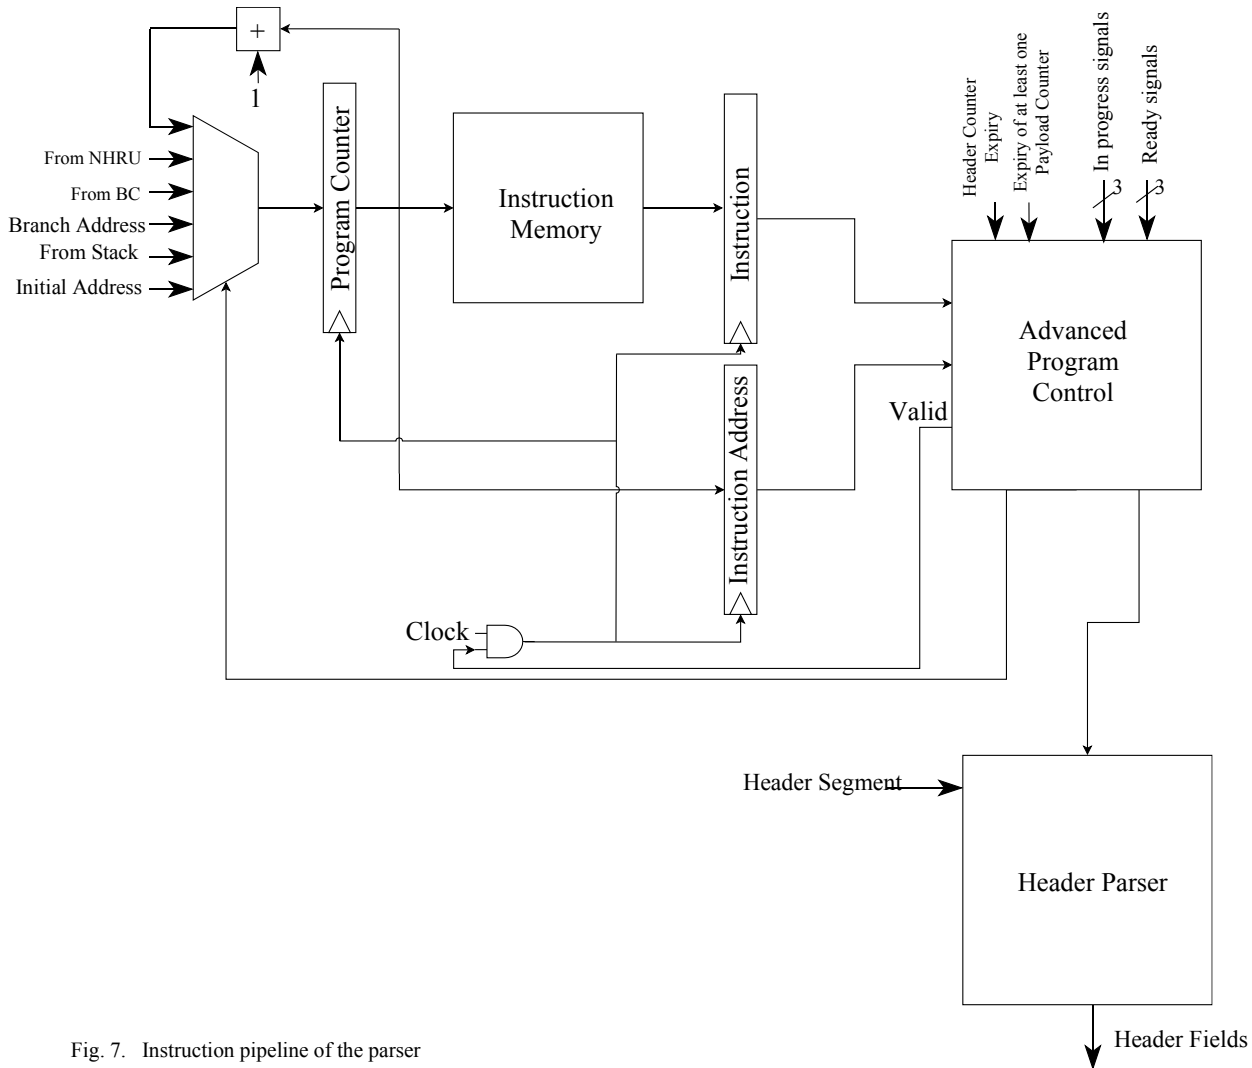 +
1
From NHRU
From BC
Branch Address
From Stack
Initial Address
Program Counter
Instruction
Memory
Instruction
Instruction Address
Header Counter
Expiry
Expiry of at least one
Payload Counter
In progress signals
3
Ready signals
3
Advanced
Program
Control
Valid
Clock
Header Segment
Header Parser
Header Fields
Fig. 7. Instruction pipeline of the parser